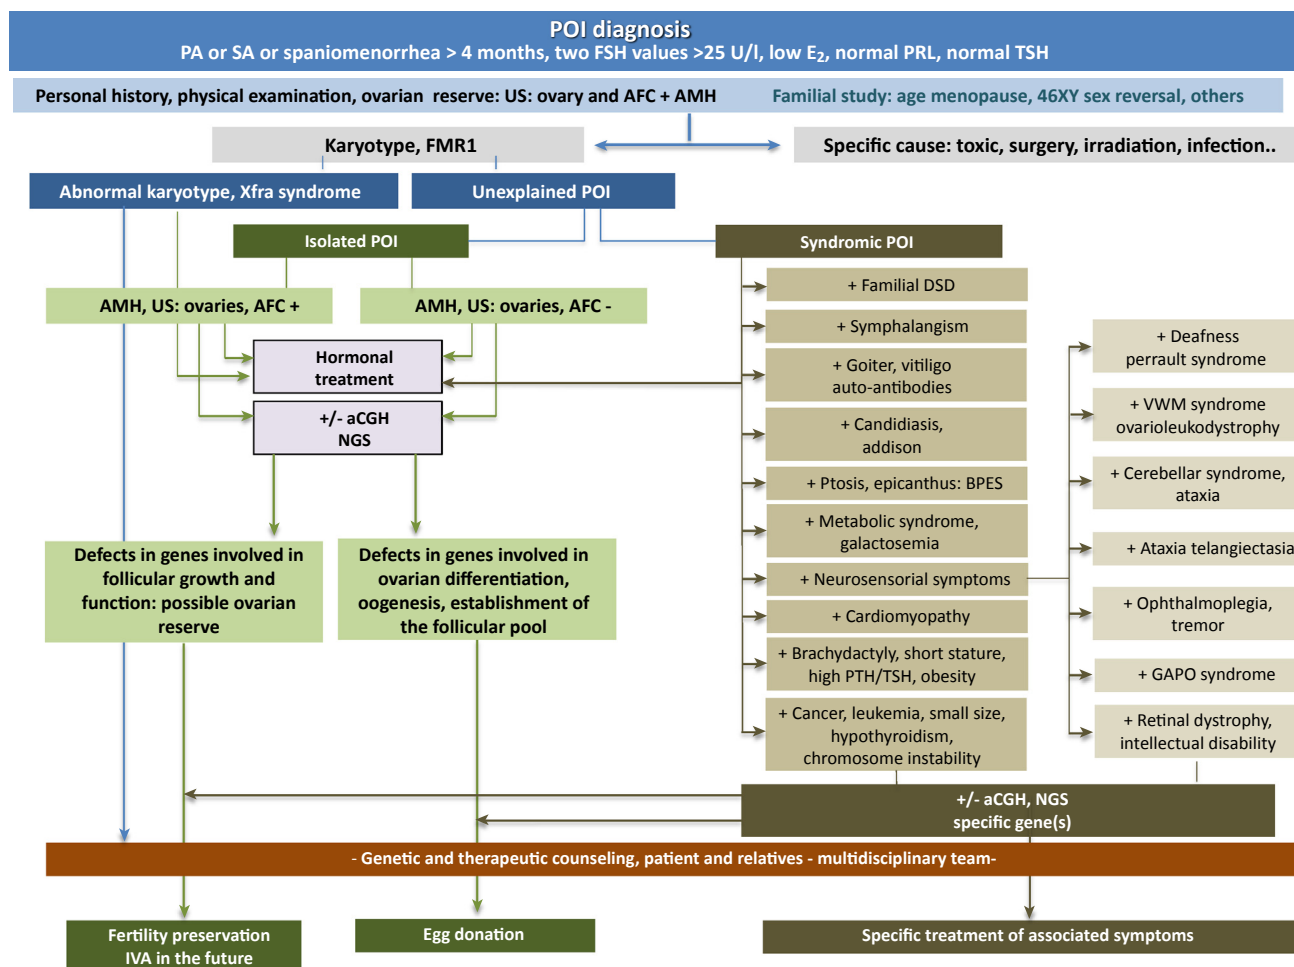 POI diagnosis
PA or SA or spaniomenorrhea > 4 months, two FSH values >25 U/l, low E₂, normal PRL, normal TSH
Personal history, physical examination, ovarian reserve: US: ovary and AFC + AMH
Familial study: age menopause, 46XY sex reversal, others
Karyotype, FMR1
Specific cause: toxic, surgery, irradiation, infection..
Abnormal karyotype, Xfra syndrome
Unexplained POI
Isolated POI
Syndromic POI
AMH, US: ovaries, AFC +
AMH, US: ovaries, AFC -
Hormonal
treatment
+/- aCGH
NGS
Defects in genes involved in
follicular growth and
function: possible ovarian
reserve
Defects in genes involved in
ovarian differentiation,
oogenesis, establishment of
the follicular pool
+ Familial DSD
+ Symphalangism
+ Goiter, vitiligo
auto-antibodies
+ Candidiasis,
addison
+ Ptosis, epicanthus: BPES
+ Metabolic syndrome,
galactosemia
+ Neurosensorial symptoms
+ Cardiomyopathy
+ Brachydactyly, short stature,
high PTH/TSH, obesity
+ Cancer, leukemia, small size,
hypothyroidism,
chromosome instability
+ Deafness
perrault syndrome
+ VWM syndrome
ovarioleukodystrophy
+ Cerebellar syndrome,
ataxia
+ Ataxia telangiectasia
+ Ophthalmoplegia,
tremor
+ GAPO syndrome
+ Retinal dystrophy,
intellectual disability
+/- aCGH, NGS
specific gene(s)
- Genetic and therapeutic counseling, patient and relatives - multidisciplinary team-
Fertility preservation
IVA in the future
Egg donation
Specific treatment of associated symptoms